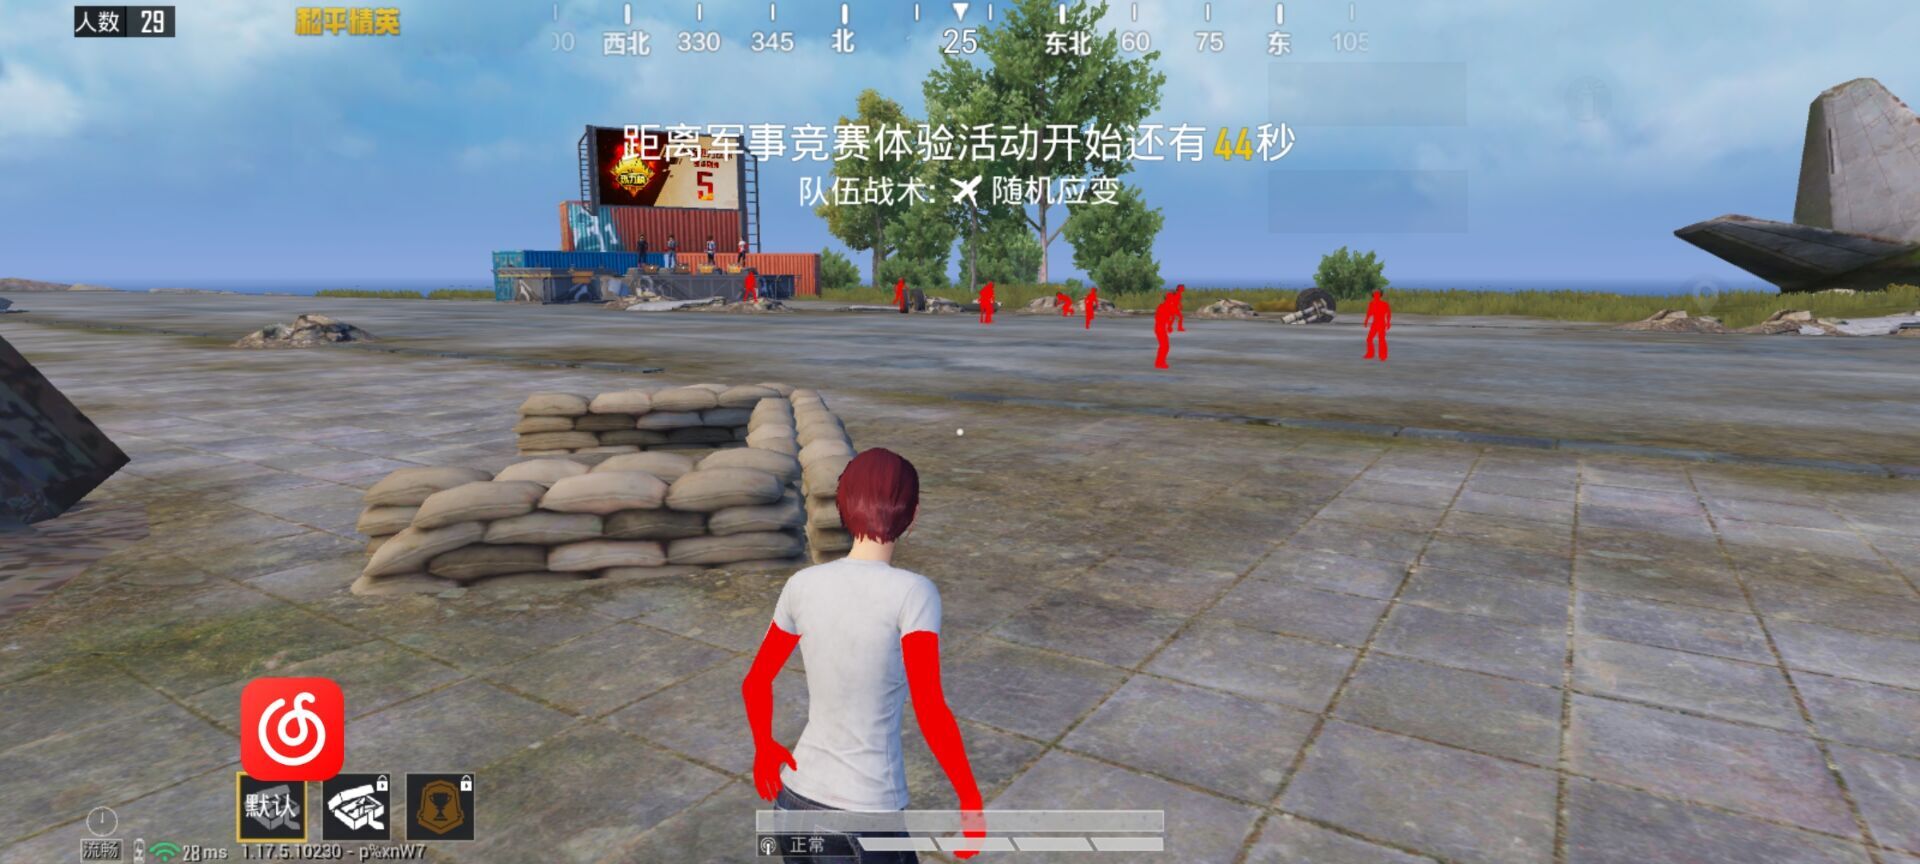 人数 29
和平精英
西北 330 345 北 25 东北 60 75 东 105
距离军事竞赛体验活动开始还有44秒
队伍战术: 随机应变
热力榜
5
默认
正常
流畅 28ms 1.17.5.10230 - p%xnW7